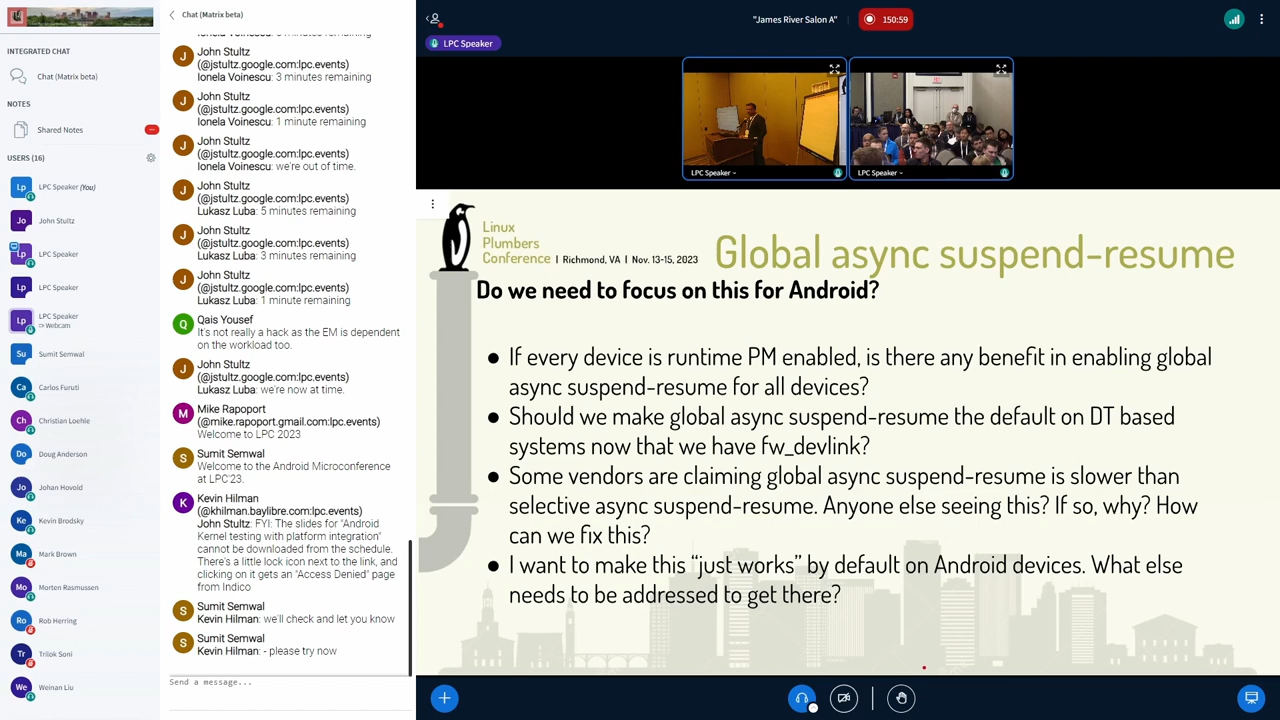 INTEGRATED CHAT
Chat (Matrix beta)
NOTES
Shared Notes
USERS (16)
Lp
LPC Speaker (You)
Jo
John Stultz
Lp
LPC Speaker
Lp
LPC Speaker
Lp
LPC Speaker
Webcam
Su
Sumit Semwal
Ca
Carlos Furuti
Ch
Christian Loehle
Do
Doug Anderson
Jo
Johan Hovold
Ke
Kevin Brodsky
Ma
Mark Brown
Mo
Morten Rasmussen
Ro
Rob Herring
Tr
Trilok Soni
We
Weinan Liu
Chat (Matrix beta)
J
John Stultz
(@jstultz.google.com:lpc.events)
Ionela Voinescu: 3 minutes remaining
J
John Stultz
(@jstultz.google.com:lpc.events)
Ionela Voinescu: 1 minute remaining
J
John Stultz
(@jstultz.google.com:lpc.events)
Ionela Voinescu: we're out of time.
J
John Stultz
(@jstultz.google.com:lpc.events)
Lukasz Luba: 5 minutes remaining
J
John Stultz
(@jstultz.google.com:lpc.events)
Lukasz Luba: 3 minutes remaining
J
John Stultz
(@jstultz.google.com:lpc.events)
Lukasz Luba: 1 minute remaining
Q
Qais Yousef
It's not really a hack as the EM is dependent
on the workload too.
J
John Stultz
(@jstultz.google.com:lpc.events)
Lukasz Luba: we're now at time.
M
Mike Rapoport
(@mike.rapoport.gmail.com:lpc.events)
Welcome to LPC 2023
S
Sumit Semwal
Welcome to the Android Microconference
at LPC'23.
K
Kevin Hilman
(@khilman.baylibre.com:lpc.events)
John Stultz: FYI: The slides for "Android
Kernel testing with platform integration"
cannot be downloaded from the schedule.
There's a little lock icon next to the link, and
clicking on it gets an "Access Denied" page
from Indico
S
Sumit Semwal
Kevin Hilman: we'll check and let you know
S
Sumit Semwal
Kevin Hilman: - please try now
Send a message...
"James River Salon A"
150:59
LPC Speaker
LPC Speaker
LPC Speaker
Linux
Plumbers
Conference | Richmond, VA | Nov. 13-15, 2023
Global async suspend-resume
Do we need to focus on this for Android?
● If every device is runtime PM enabled, is there any benefit in enabling global
async suspend-resume for all devices?
● Should we make global async suspend-resume the default on DT based
systems now that we have fw_devlink?
● Some vendors are claiming global async suspend-resume is slower than
selective async suspend-resume. Anyone else seeing this? If so, why? How
can we fix this?
● I want to make this “just works” by default on Android devices. What else
needs to be addressed to get there?